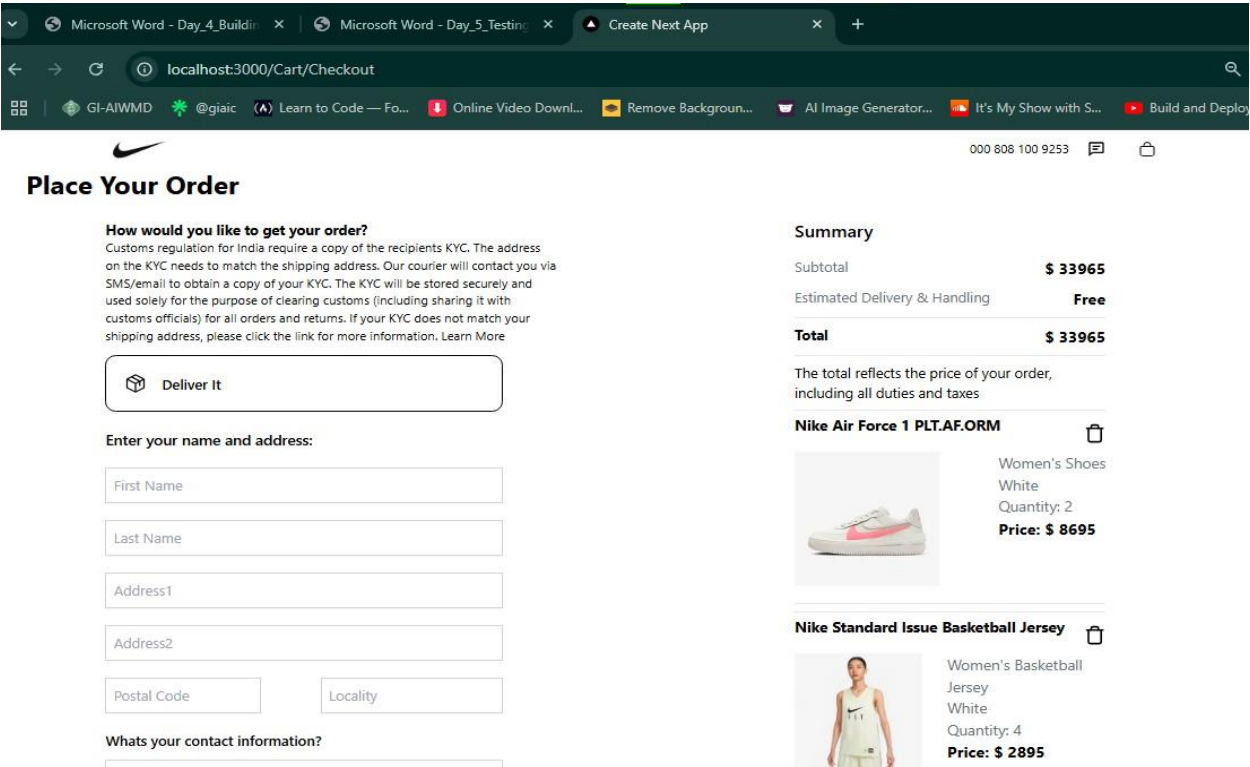 Microsoft Word - Day_4_Buildin
Microsoft Word - Day_5_Testing
Create Next App
localhost:3000/Cart/Checkout
GI-AIWMD
@giaic
Learn to Code — Fo...
Online Video Downl...
Remove Backgroun...
AI Image Generator...
It's My Show with S...
Build and Deploy
000 808 100 9253
Place Your Order
How would you like to get your order?
Customs regulation for India require a copy of the recipients KYC. The address
on the KYC needs to match the shipping address. Our courier will contact you via
SMS/email to obtain a copy of your KYC. The KYC will be stored securely and
used solely for the purpose of clearing customs (including sharing it with
customs officials) for all orders and returns. If your KYC does not match your
shipping address, please click the link for more information. Learn More
Deliver It
Enter your name and address:
First Name
Last Name
Address1
Address2
Postal Code
Locality
Whats your contact information?
Summary
Subtotal
$ 33965
Estimated Delivery & Handling
Free
Total
$ 33965
The total reflects the price of your order,
including all duties and taxes
Nike Air Force 1 PLT.AF.ORM
Women's Shoes
White
Quantity: 2
Price: $ 8695
Nike Standard Issue Basketball Jersey
Women's Basketball
Jersey
White
Quantity: 4
Price: $ 2895